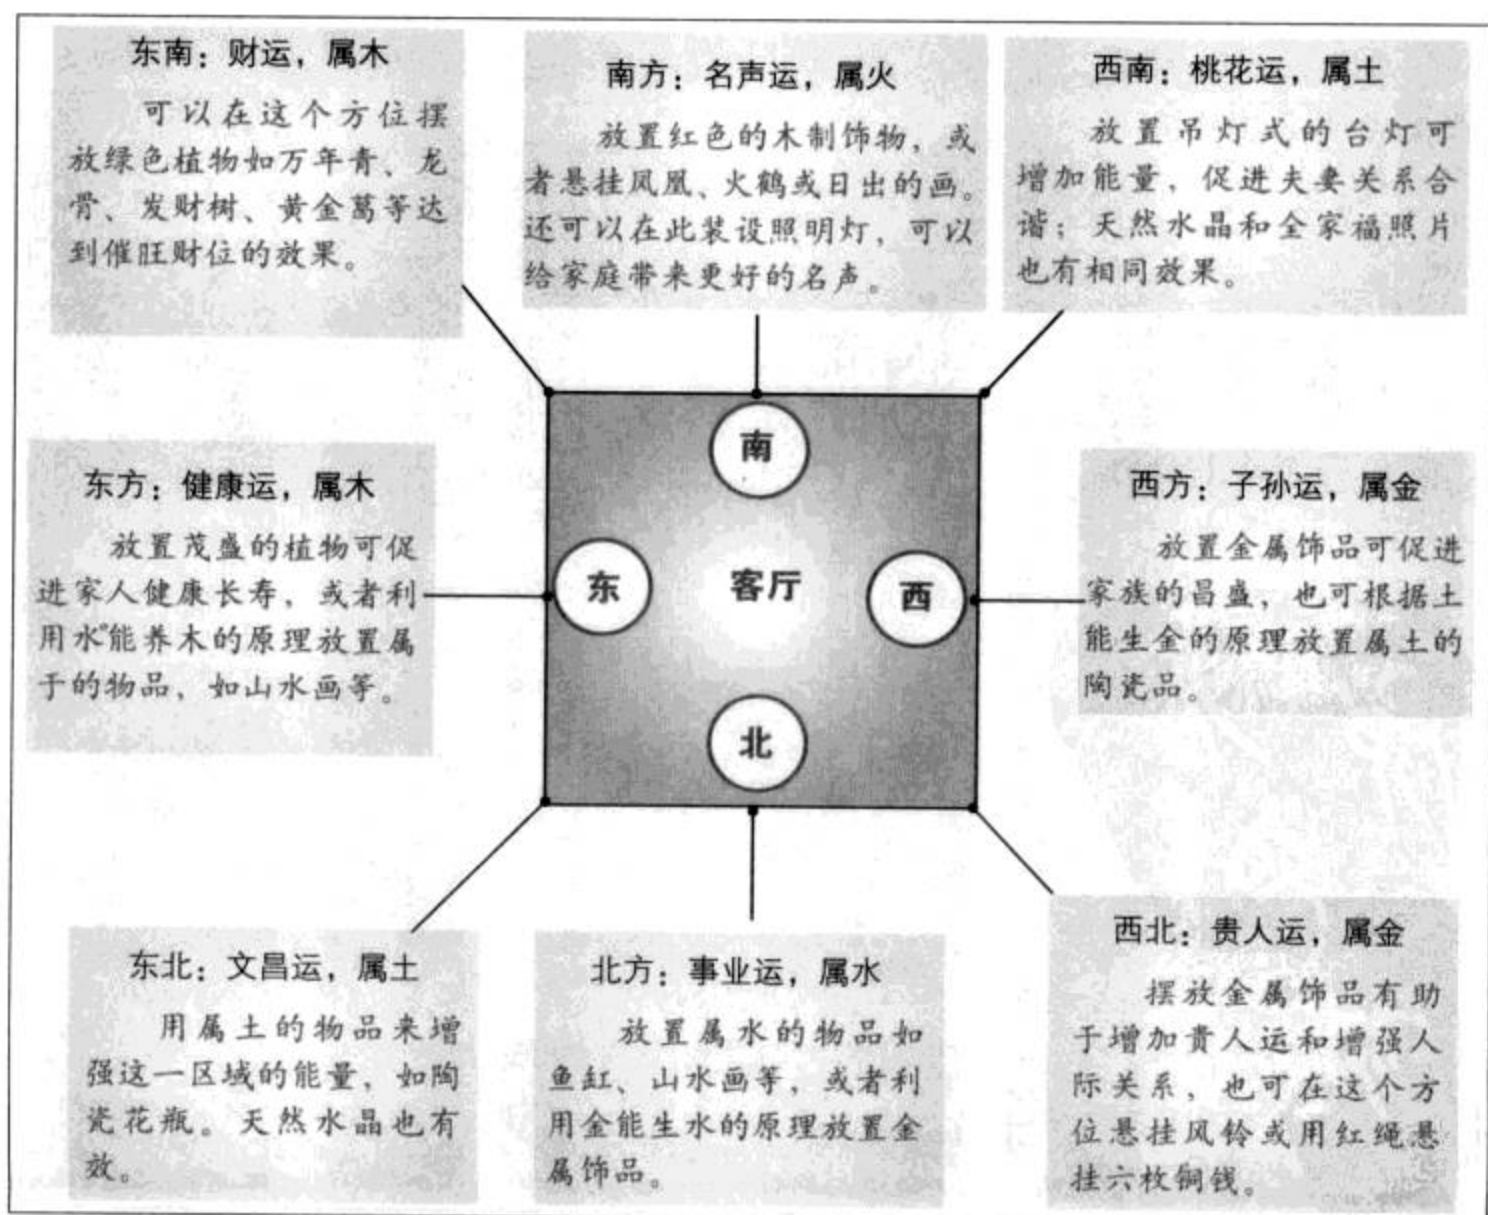 东南：财运，属木
可以在这个方位摆
放绿色植物如万年青、龙
骨、发财树、黄金葛等达
到催旺财位的效果。
南方：名声运，属火
放置红色的木制饰物，或
者悬挂凤凰、火鹤或日出的画。
还可以在此装设照明灯，可以
给家庭带来更好的名声。
西南：桃花运，属土
放置吊灯式的台灯可
增加能量，促进夫妻关系合
谐；天然水晶和全家福照片
也有相同效果。
东方：健康运，属木
放置茂盛的植物可促
进家人健康长寿，或者利
用水能养木的原理放置属
于的物品，如山水画等。
南
东
客厅
西
北
西方：子孙运，属金
放置金属饰品可促进
家族的昌盛，也可根据土
能生金的原理放置属土的
陶瓷品。
东北：文昌运，属土
用属土的物品来增
强这一区域的能量，如陶
瓷花瓶。天然水晶也有
效。
北方：事业运，属水
放置属水的物品如
鱼缸、山水画等，或者利
用金能生水的原理放置金
属饰品。
西北：贵人运，属金
摆放金属饰品有助
于增加贵人运和增强人
际关系，也可在这个方
位悬挂风铃或用红绳悬
挂六枚铜钱。